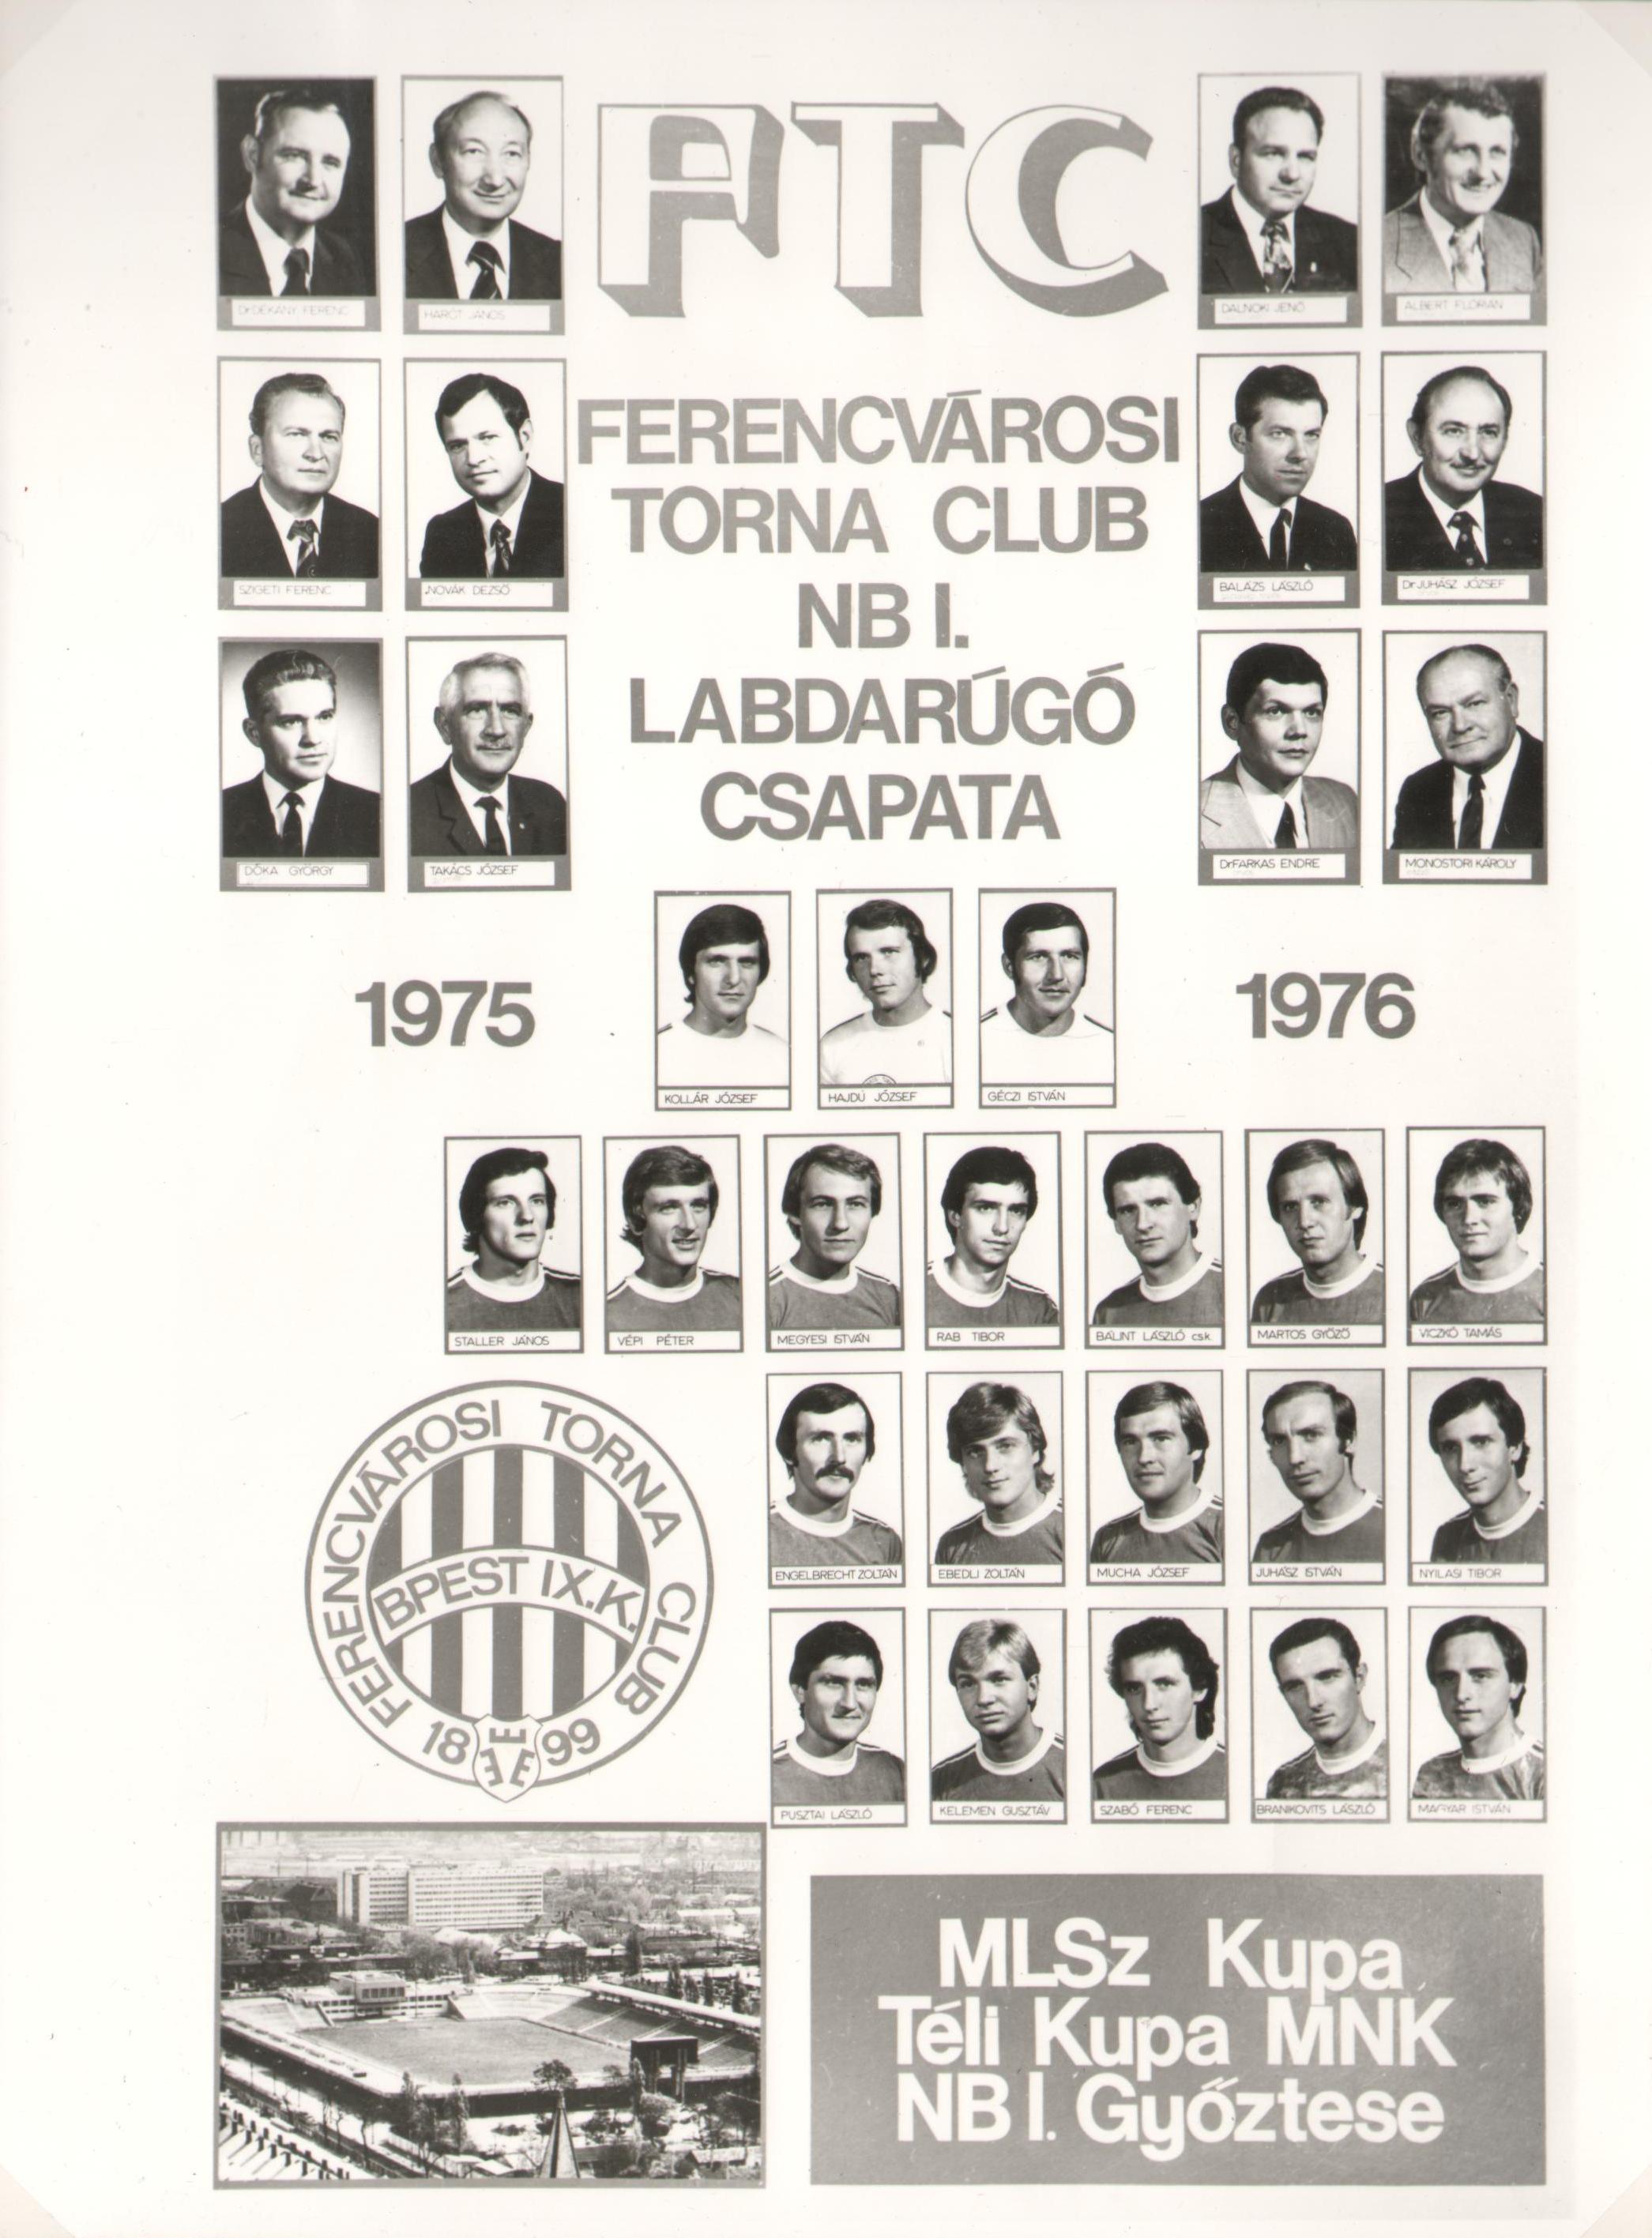 FTC
Dr DÉKÁNY FERENC
HARÓT JÁNOS
DALNOKI JENŐ
ALBERT FLÓRIÁN
SZIGETI FERENC
NOVÁK DEZSŐ
FERENCVÁROSI
TORNA CLUB
NB I.
LABDARÚGÓ
CSAPATA
BALÁZS LÁSZLÓ
Dr JUHÁSZ JÓZSEF
DÓKA GYÖRGY
TAKÁCS JÓZSEF
Dr FARKAS ENDRE
MONOSTORI KÁROLY
1975
1976
KOLLÁR JÓZSEF
HAJDÚ JÓZSEF
GÉCZI ISTVÁN
STALLER JÁNOS
VÉPI PÉTER
MEGYESI ISTVÁN
RAB TIBOR
BÁLINT LÁSZLÓ csk.
MARTOS GYŐZŐ
VICZKÓ TAMÁS
ENGELBRECHT ZOLTÁN
EBEDLI ZOLTÁN
MUCHA JÓZSEF
JUHÁSZ ISTVÁN
NYILASI TIBOR
FERENCVÁROSI TORNA CLUB
BPEST IX.K.
18 EEE 99
PUSZTAI LÁSZLÓ
KELEMEN GUSZTÁV
SZABÓ FERENC
BRANIKOVITS LÁSZLÓ
MAGYAR ISTVÁN
MLSz Kupa
Téli Kupa MNK
NB I. Győztese